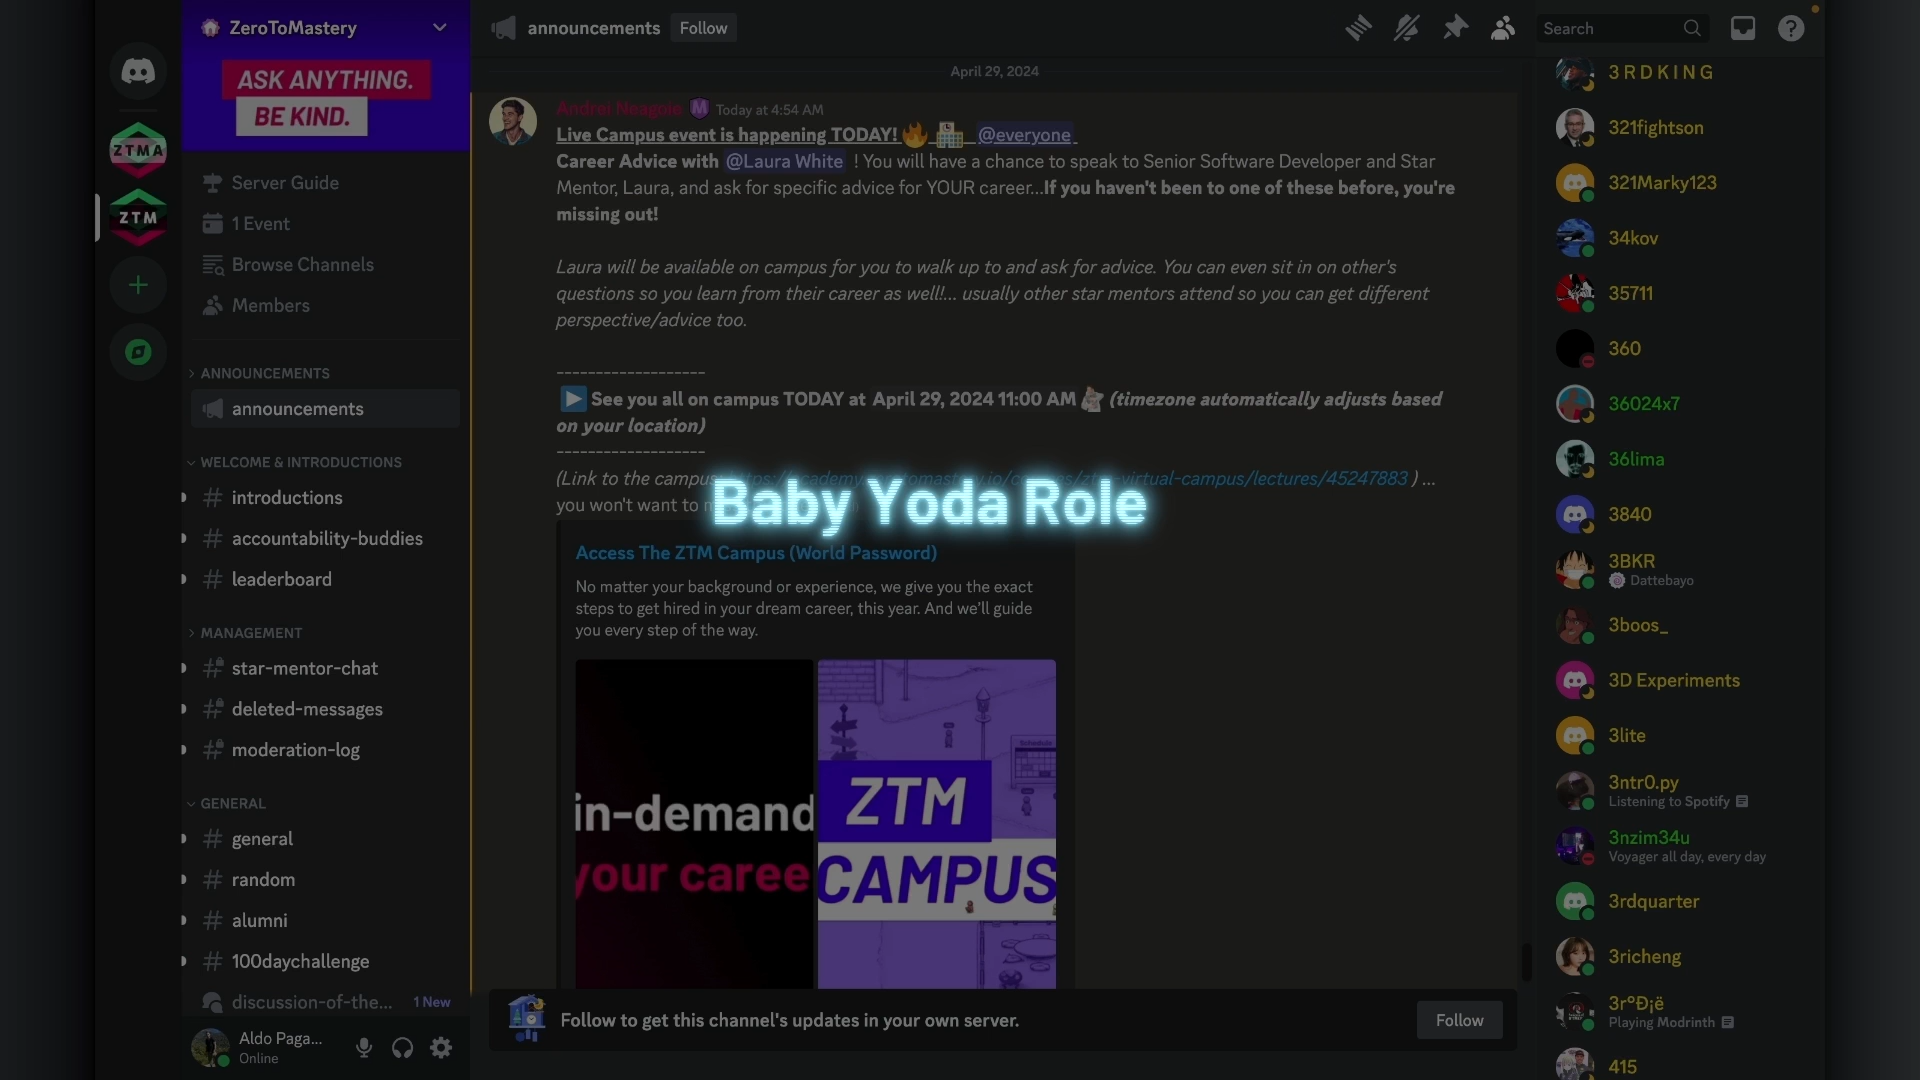 ZeroToMastery
ASK ANYTHING.
BE KIND.
ZTMA
ZTM
Server Guide
1 Event
Browse Channels
Members
ANNOUNCEMENTS
announcements
WELCOME & INTRODUCTIONS
introductions
accountability-buddies
leaderboard
MANAGEMENT
star-mentor-chat
deleted-messages
moderation-log
GENERAL
general
random
alumni
100daychallenge
discussion-of-the... 1 New
Aldo Paga...
Online
announcements Follow
Search
April 29, 2024
Andrei Neagoie M Today at 4:54 AM
Live Campus event is happening TODAY! @everyone
Career Advice with @Laura White ! You will have a chance to speak to Senior Software Developer and Star
Mentor, Laura, and ask for specific advice for YOUR career...If you haven't been to one of these before, you're
missing out!
Laura will be available on campus for you to walk up to and ask for advice. You can even sit in on other's
questions so you learn from their career as well!... usually other star mentors attend so you can get different
perspective/advice too.
-------------------
See you all on campus TODAY at April 29, 2024 11:00 AM (timezone automatically adjusts based
on your location)
-------------------
(Link to the campus virtual-campus/lectures/45247883 ) ...
you won't want to
Baby Yoda Role
Access The ZTM Campus (World Password)
No matter your background or experience, we give you the exact
steps to get hired in your dream career, this year. And we'll guide
you every step of the way.
in-demand
your caree
ZTM
CAMPUS
Schedule
Follow to get this channel's updates in your own server.
Follow
3 R D K I N G
321fightson
321Marky123
34kov
35711
360
36024x7
36lima
3840
3BKR
Dattebayo
3boos_
3D Experiments
3lite
3ntr0.py
Listening to Spotify
3nzim34u
Voyager all day, every day
3rdquarter
3richeng
3r°Ð¡ë
Playing Modrinth
415